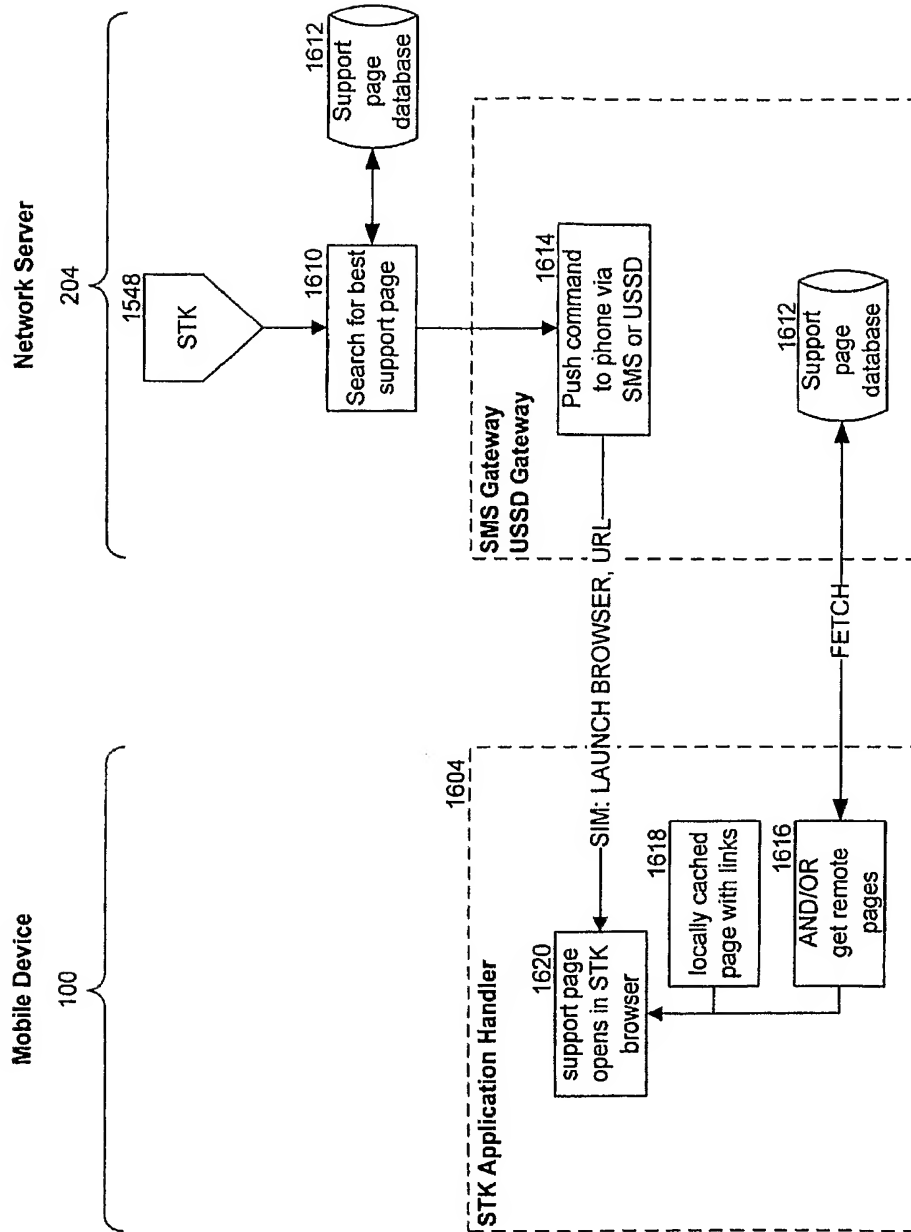 Mobile Device
100
Network Server
204
1548
STK
1610
Search for best
support page
1612
Support
page
database
1604
STK Application Handler
1620
support page
opens in STK
browser
SIM: LAUNCH BROWSER, URL
SMS Gateway
USSD Gateway
1614
Push command
to phone via
SMS or USSD
1618
locally cached
page with links
1616
AND/OR
get remote
pages
FETCH
1612
Support
page
database